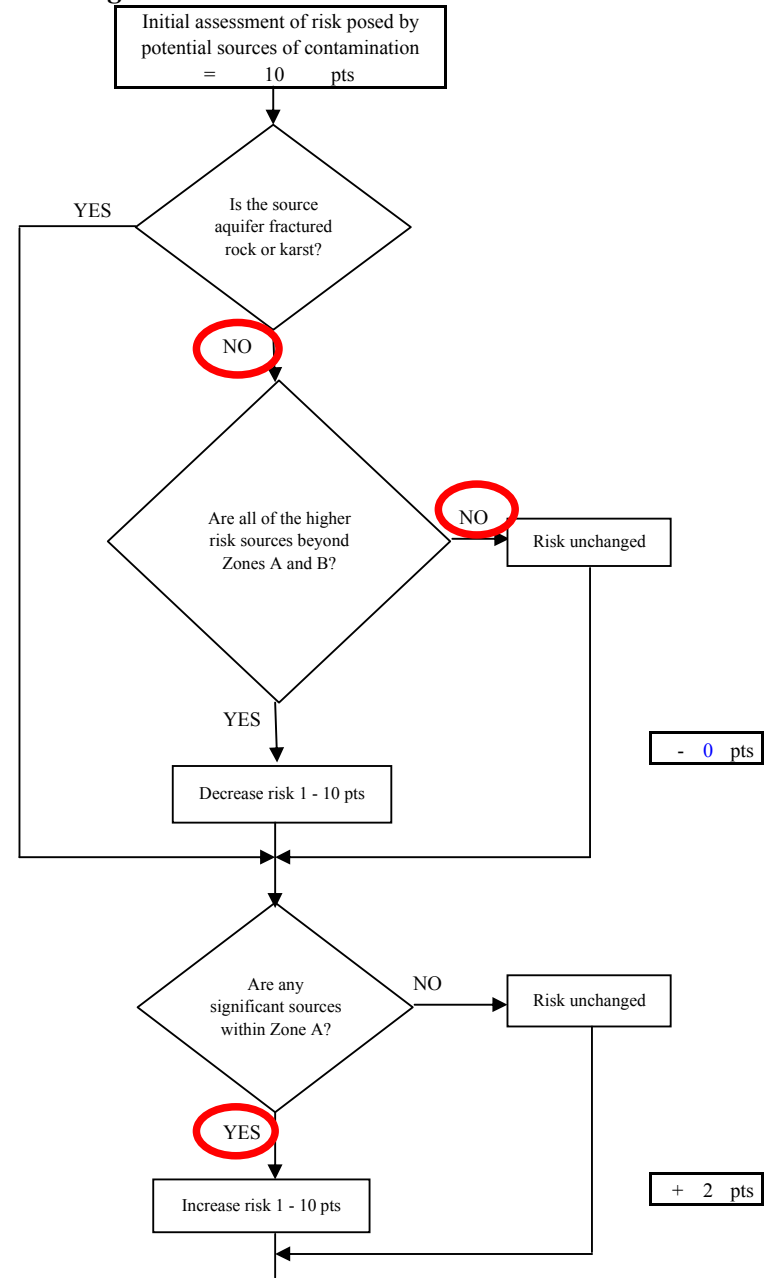 Initial assessment of risk posed by
potential sources of contamination
= 10 pts
YES
Is the source
aquifer fractured
rock or karst?
NO
Are all of the higher
risk sources beyond
Zones A and B?
NO
Risk unchanged
YES
- 0 pts
Decrease risk 1 - 10 pts
Are any
significant sources
within Zone A?
NO
Risk unchanged
YES
Increase risk 1 - 10 pts
+ 2 pts